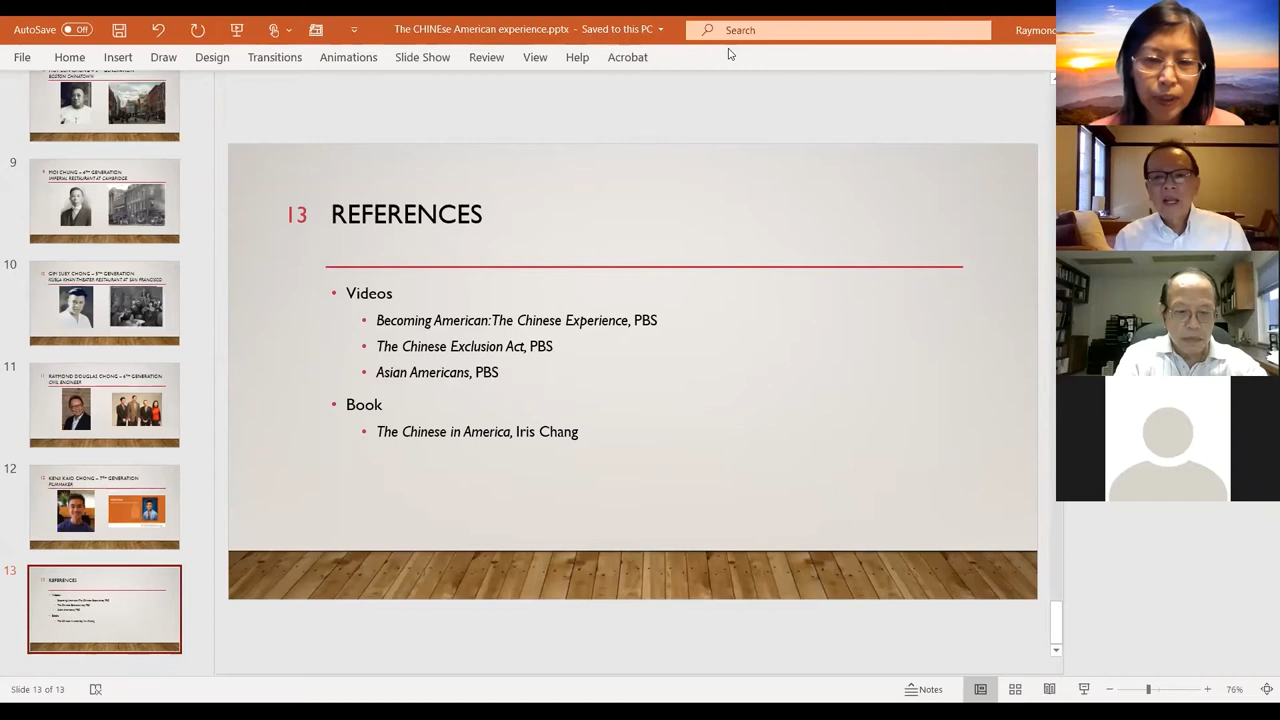 AutoSave Off The CHINEse American experience.pptx - Saved to this PC Search Raymond
File Home Insert Draw Design Transitions Animations Slide Show Review View Help Acrobat
BOSTON CHINATOWN
9
MOI CHUNG – 4TH GENERATION
IMPERIAL RESTAURANT AT CAMBRIDGE
10
GIM SUEY CHONG – 5TH GENERATION
KUBLA KHAN THEATER RESTAURANT AT SAN FRANCISCO
11
RAYMOND DOUGLAS CHONG – 6TH GENERATION
CIVIL ENGINEER
12
KENJI KAIO CHONG – 7TH GENERATION
FILMMAKER
13
REFERENCES
13 REFERENCES
• Videos
• Becoming American: The Chinese Experience, PBS
• The Chinese Exclusion Act, PBS
• Asian Americans, PBS
• Book
• The Chinese in America, Iris Chang
Slide 13 of 13 Notes 76%